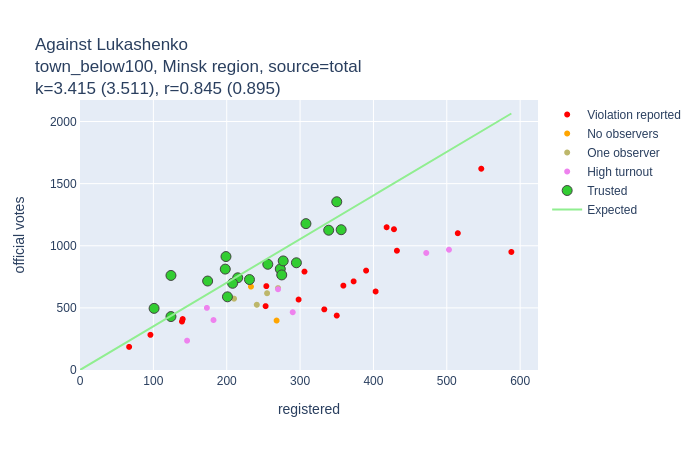 Against Lukashenko
town_below100, Minsk region, source=total
k=3.415 (3.511), r=0.845 (0.895)
official votes
2000
1500
1000
500
0
0 100 200 300 400 500 600
registered
Violation reported
No observers
One observer
High turnout
Trusted
Expected